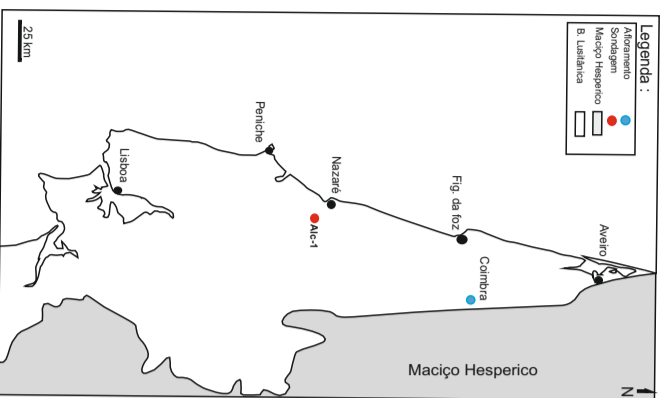 Legenda :
Afloramento
Sondagem
Maciço Hesperico
B. Lusitânica
N
Aveiro
Coimbra
Fig. da foz
Nazaré
Alc-1
Peniche
Lisboa
Maciço Hesperico
25 km